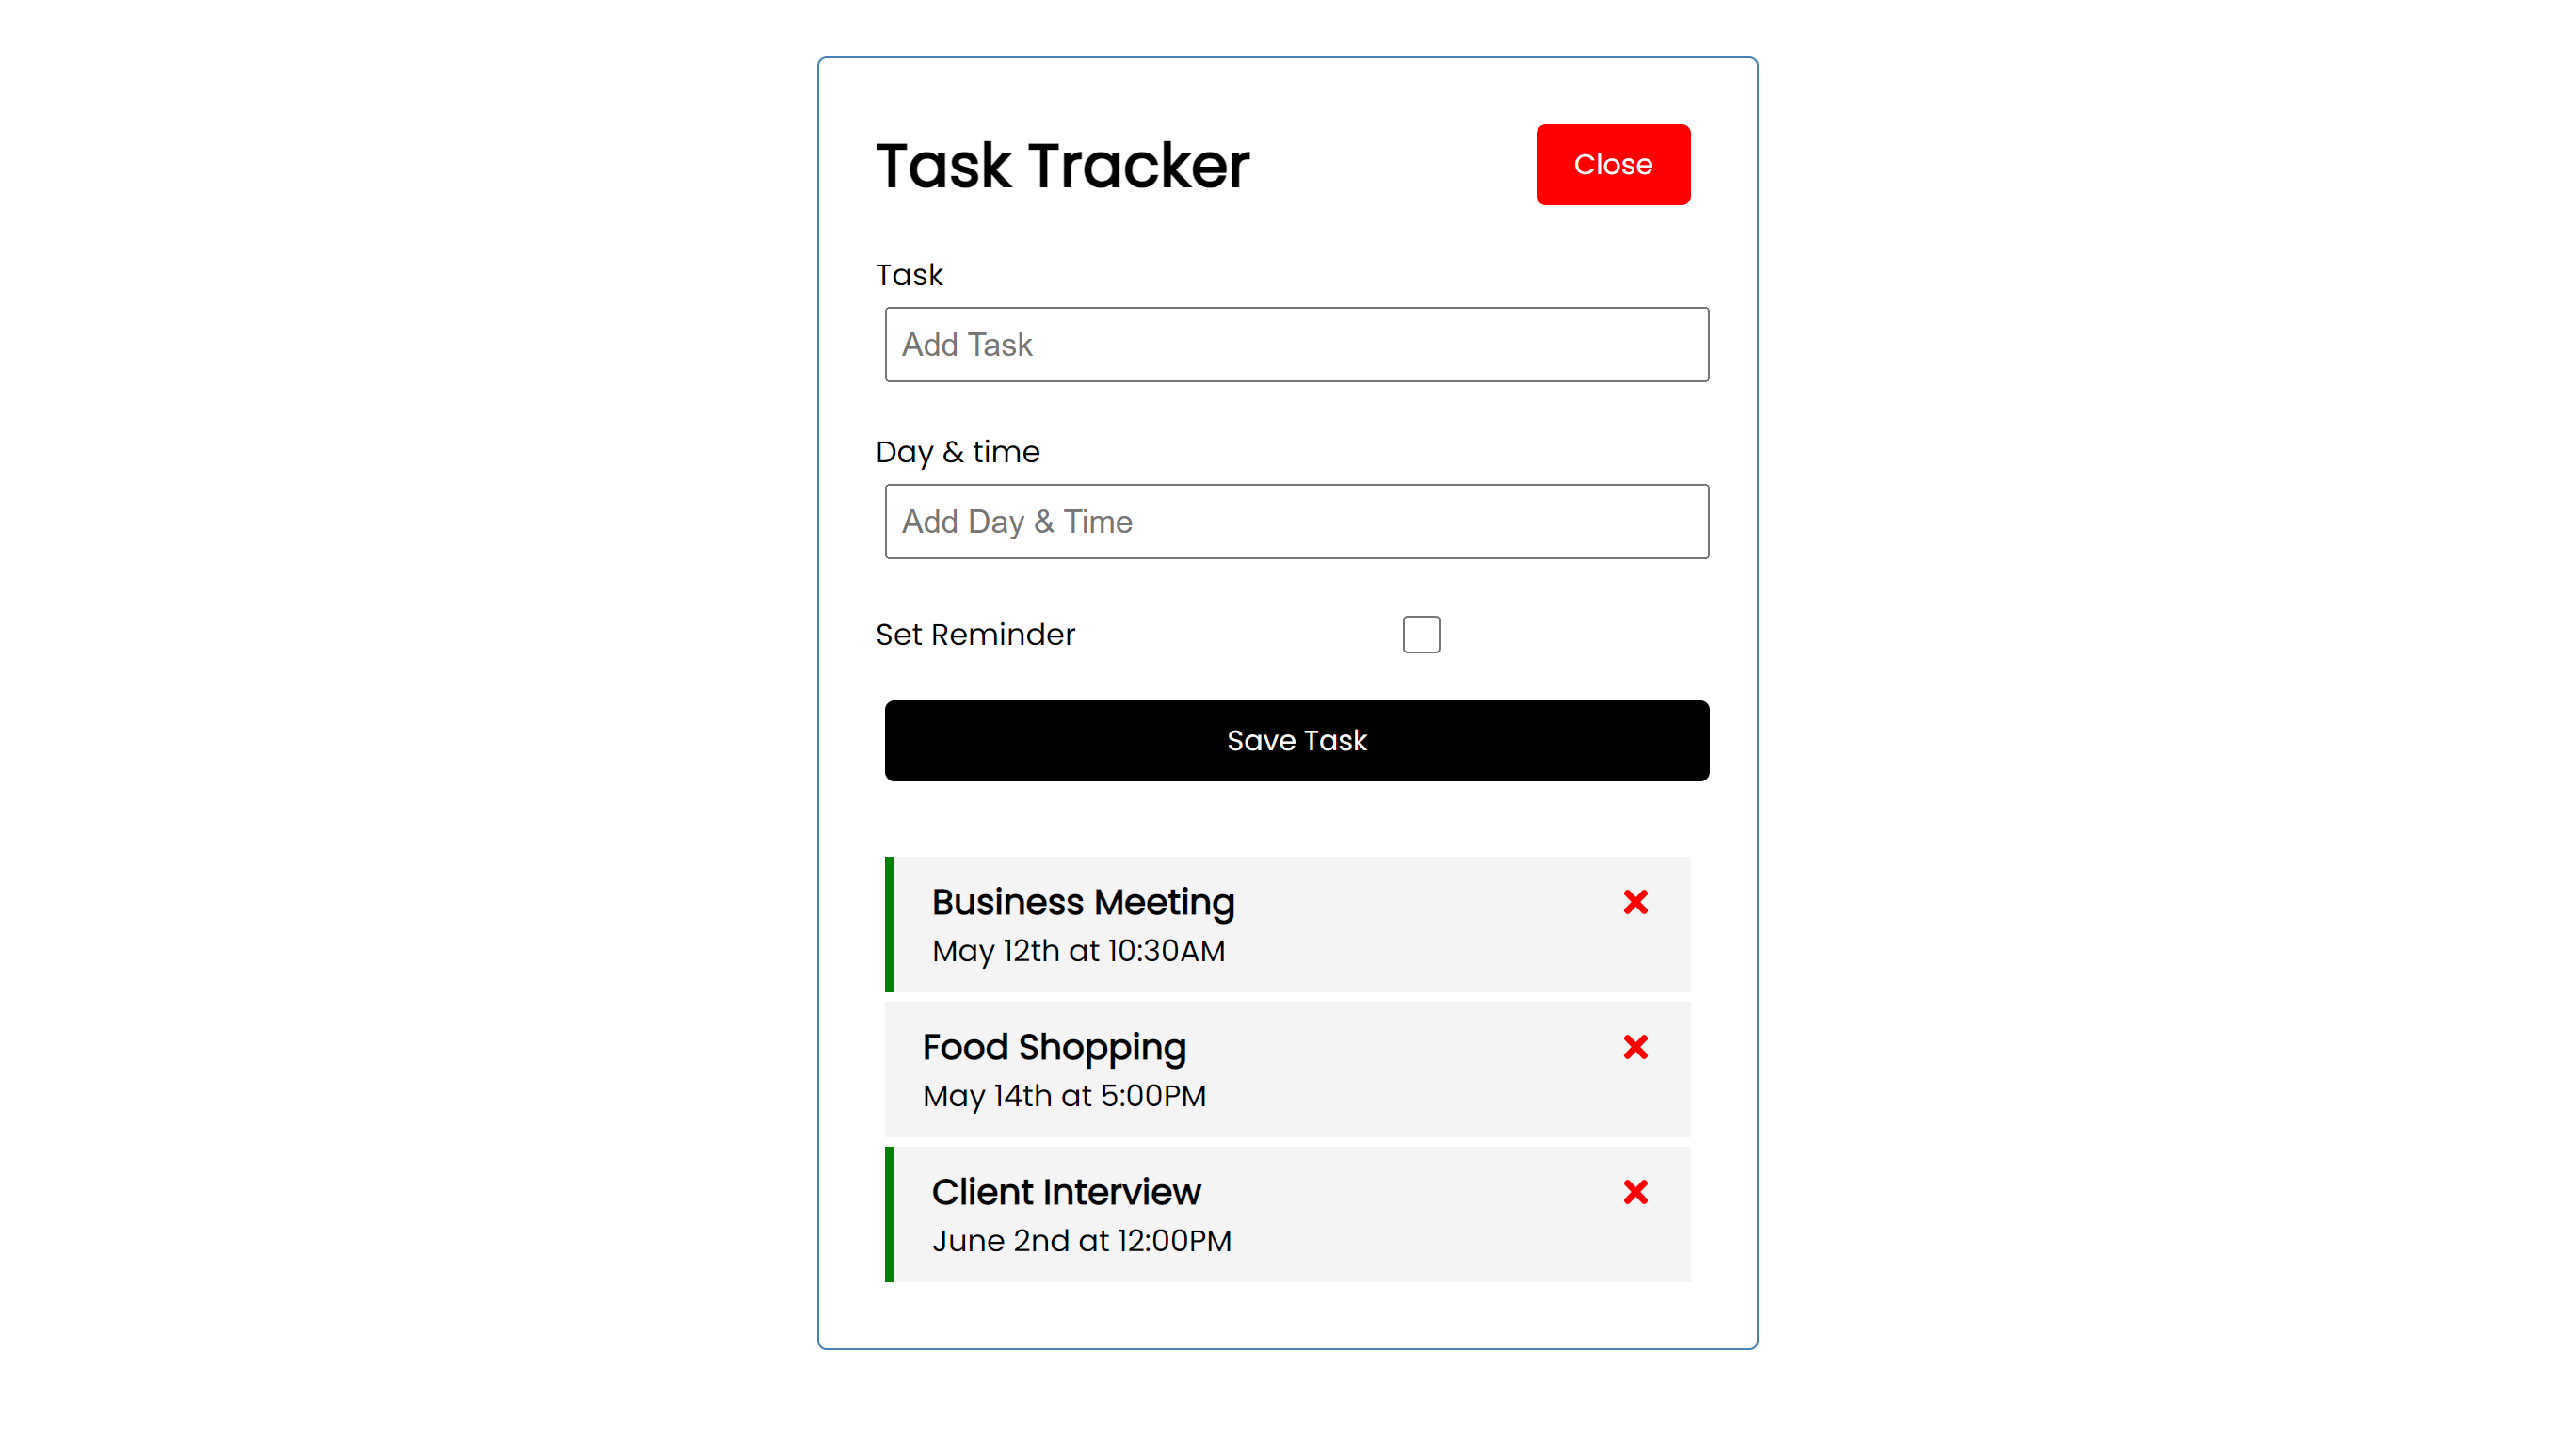 Task Tracker
Close
Task
Add Task
Day & time
Add Day & Time
Set Reminder
Save Task
Business Meeting
May 12th at 10:30AM
Food Shopping
May 14th at 5:00PM
Client Interview
June 2nd at 12:00PM